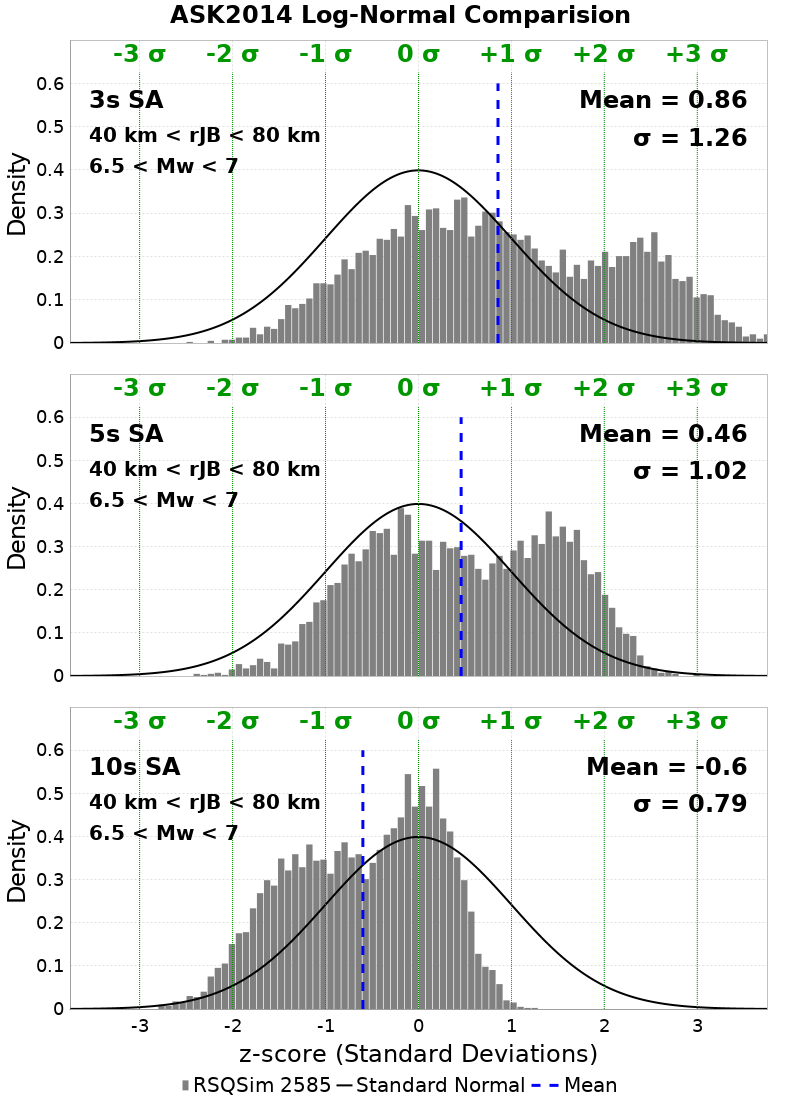 ASK2014 Log-Normal Comparision
-3 σ -2 σ -1 σ 0 σ +1 σ +2 σ +3 σ
0.6
3s SA Mean = 0.86
0.5
40 km < rJB < 80 km σ = 1.26
6.5 < Mw < 7
0.4
Density
0.3
0.2
0.1
0
-3 σ -2 σ -1 σ 0 σ +1 σ +2 σ +3 σ
0.6
5s SA Mean = 0.46
0.5
40 km < rJB < 80 km σ = 1.02
6.5 < Mw < 7
0.4
Density
0.3
0.2
0.1
0
-3 σ -2 σ -1 σ 0 σ +1 σ +2 σ +3 σ
0.6
10s SA Mean = -0.6
0.5
40 km < rJB < 80 km σ = 0.79
6.5 < Mw < 7
0.4
Density
0.3
0.2
0.1
0
-3 -2 -1 0 1 2 3
z-score (Standard Deviations)
RSQSim 2585 Standard Normal Mean